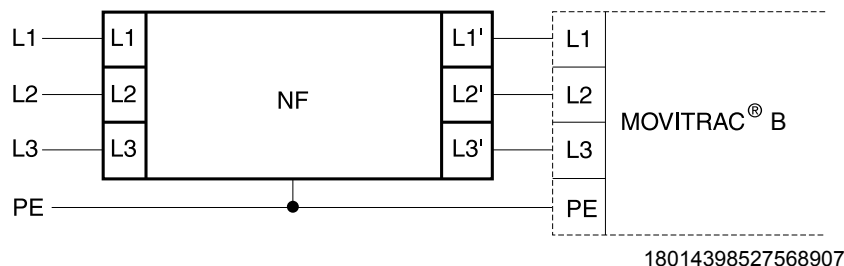 L1 L1 L1' L1
L2 L2 NF L2' L2 MOVITRAC® B
L3 L3 L3' L3
PE PE
18014398527568907